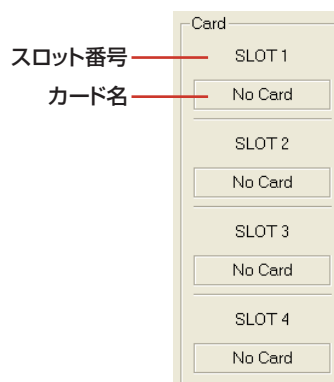 Card
スロット番号
SLOT 1
カード名
No Card
SLOT 2
No Card
SLOT 3
No Card
SLOT 4
No Card